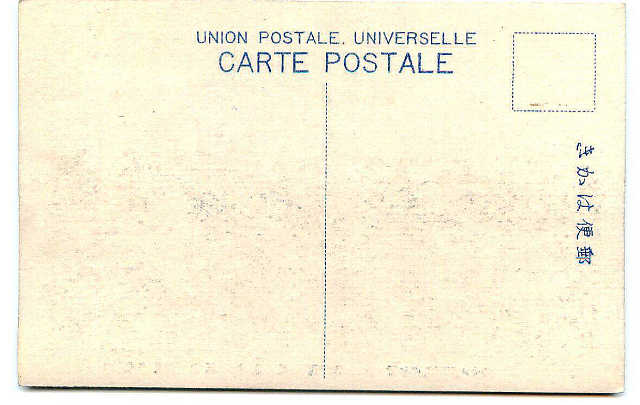 UNION POSTALE. UNIVERSELLE
CARTE POSTALE
郵便はかき